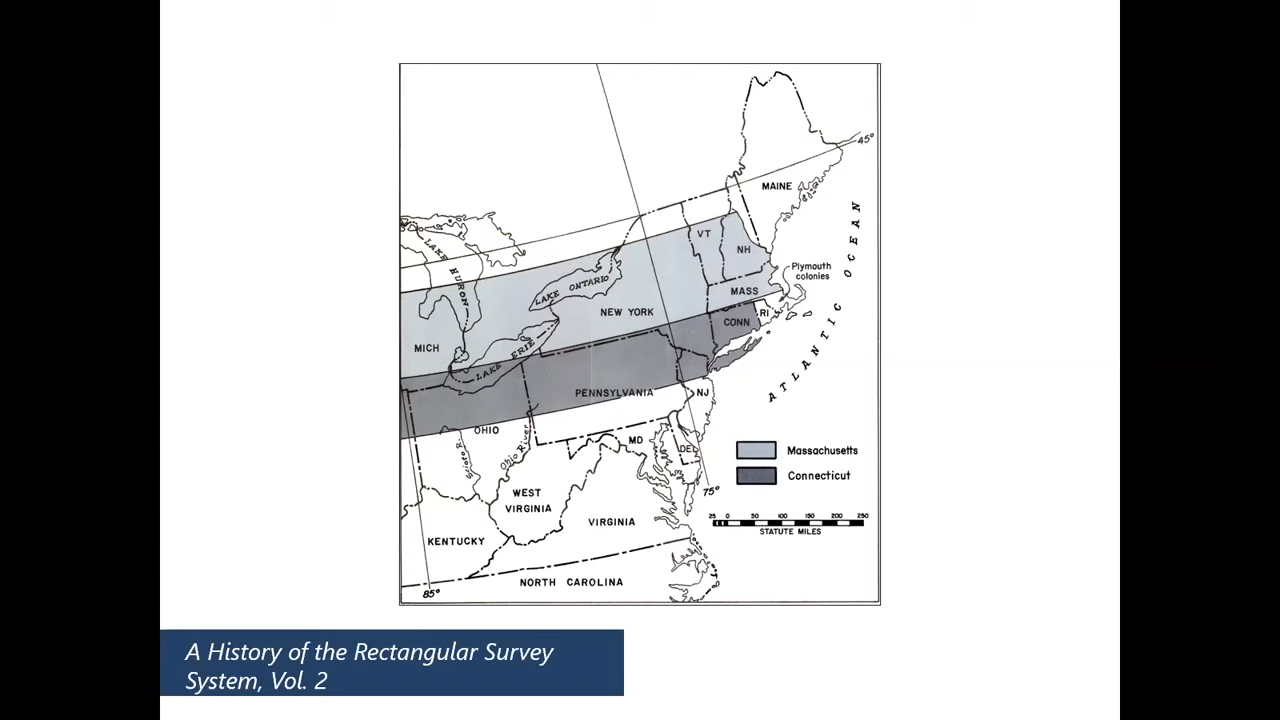 45°
MAINE
ATLANTIC OCEAN
VT
NH
LAKE HURON
Plymouth
colonies
LAKE ONTARIO
MASS
NEW YORK
RI
CONN
MICH
LAKE ERIE
PENNSYLVANIA
NJ
OHIO
MD
DEL
Scioto R.
Ohio River
Massachusetts
Connecticut
75°
WEST
VIRGINIA
VIRGINIA
25 0 50 100 150 200 250
STATUTE MILES
KENTUCKY
NORTH CAROLINA
85°
A History of the Rectangular Survey
System, Vol. 2